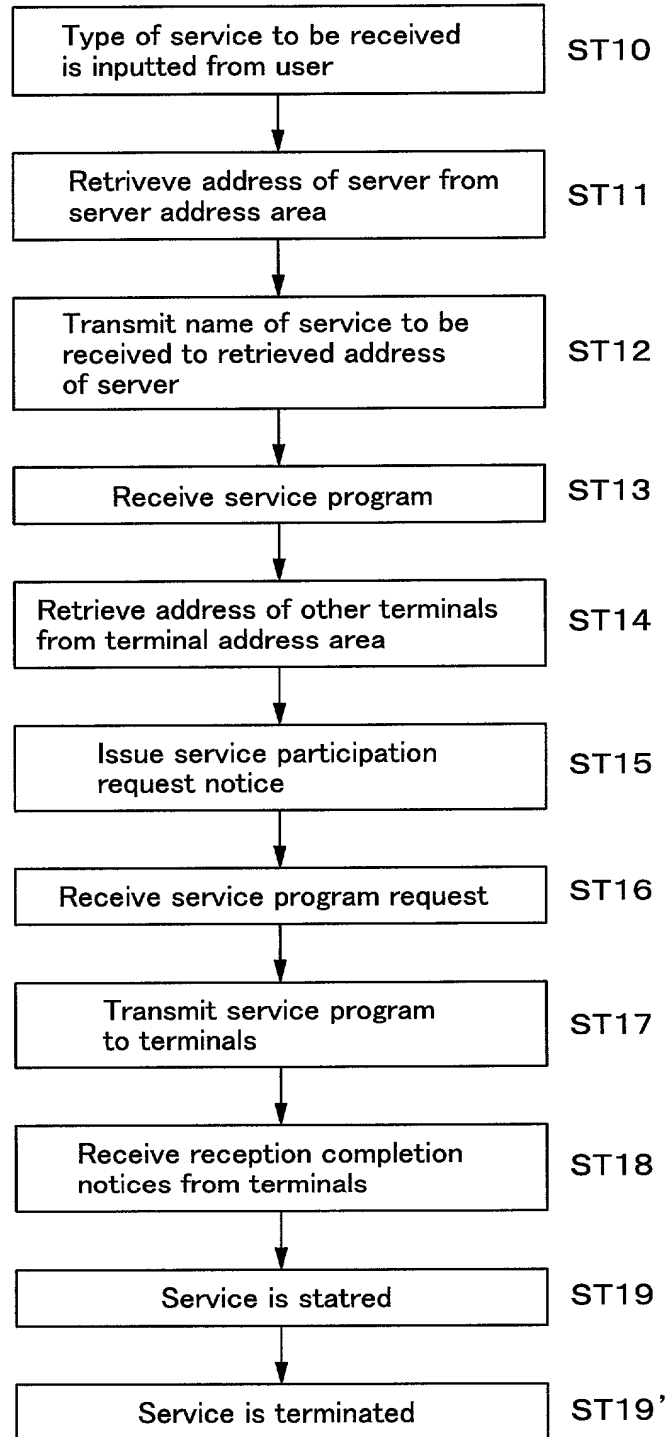 Type of service to be received
is inputted from user
ST10
Retriveve address of server from
server address area
ST11
Transmit name of service to be
received to retrieved address
of server
ST12
Receive service program
ST13
Retrieve address of other terminals
from terminal address area
ST14
Issue service participation
request notice
ST15
Receive service program request
ST16
Transmit service program
to terminals
ST17
Receive reception completion
notices from terminals
ST18
Service is statred
ST19
Service is terminated
ST19'